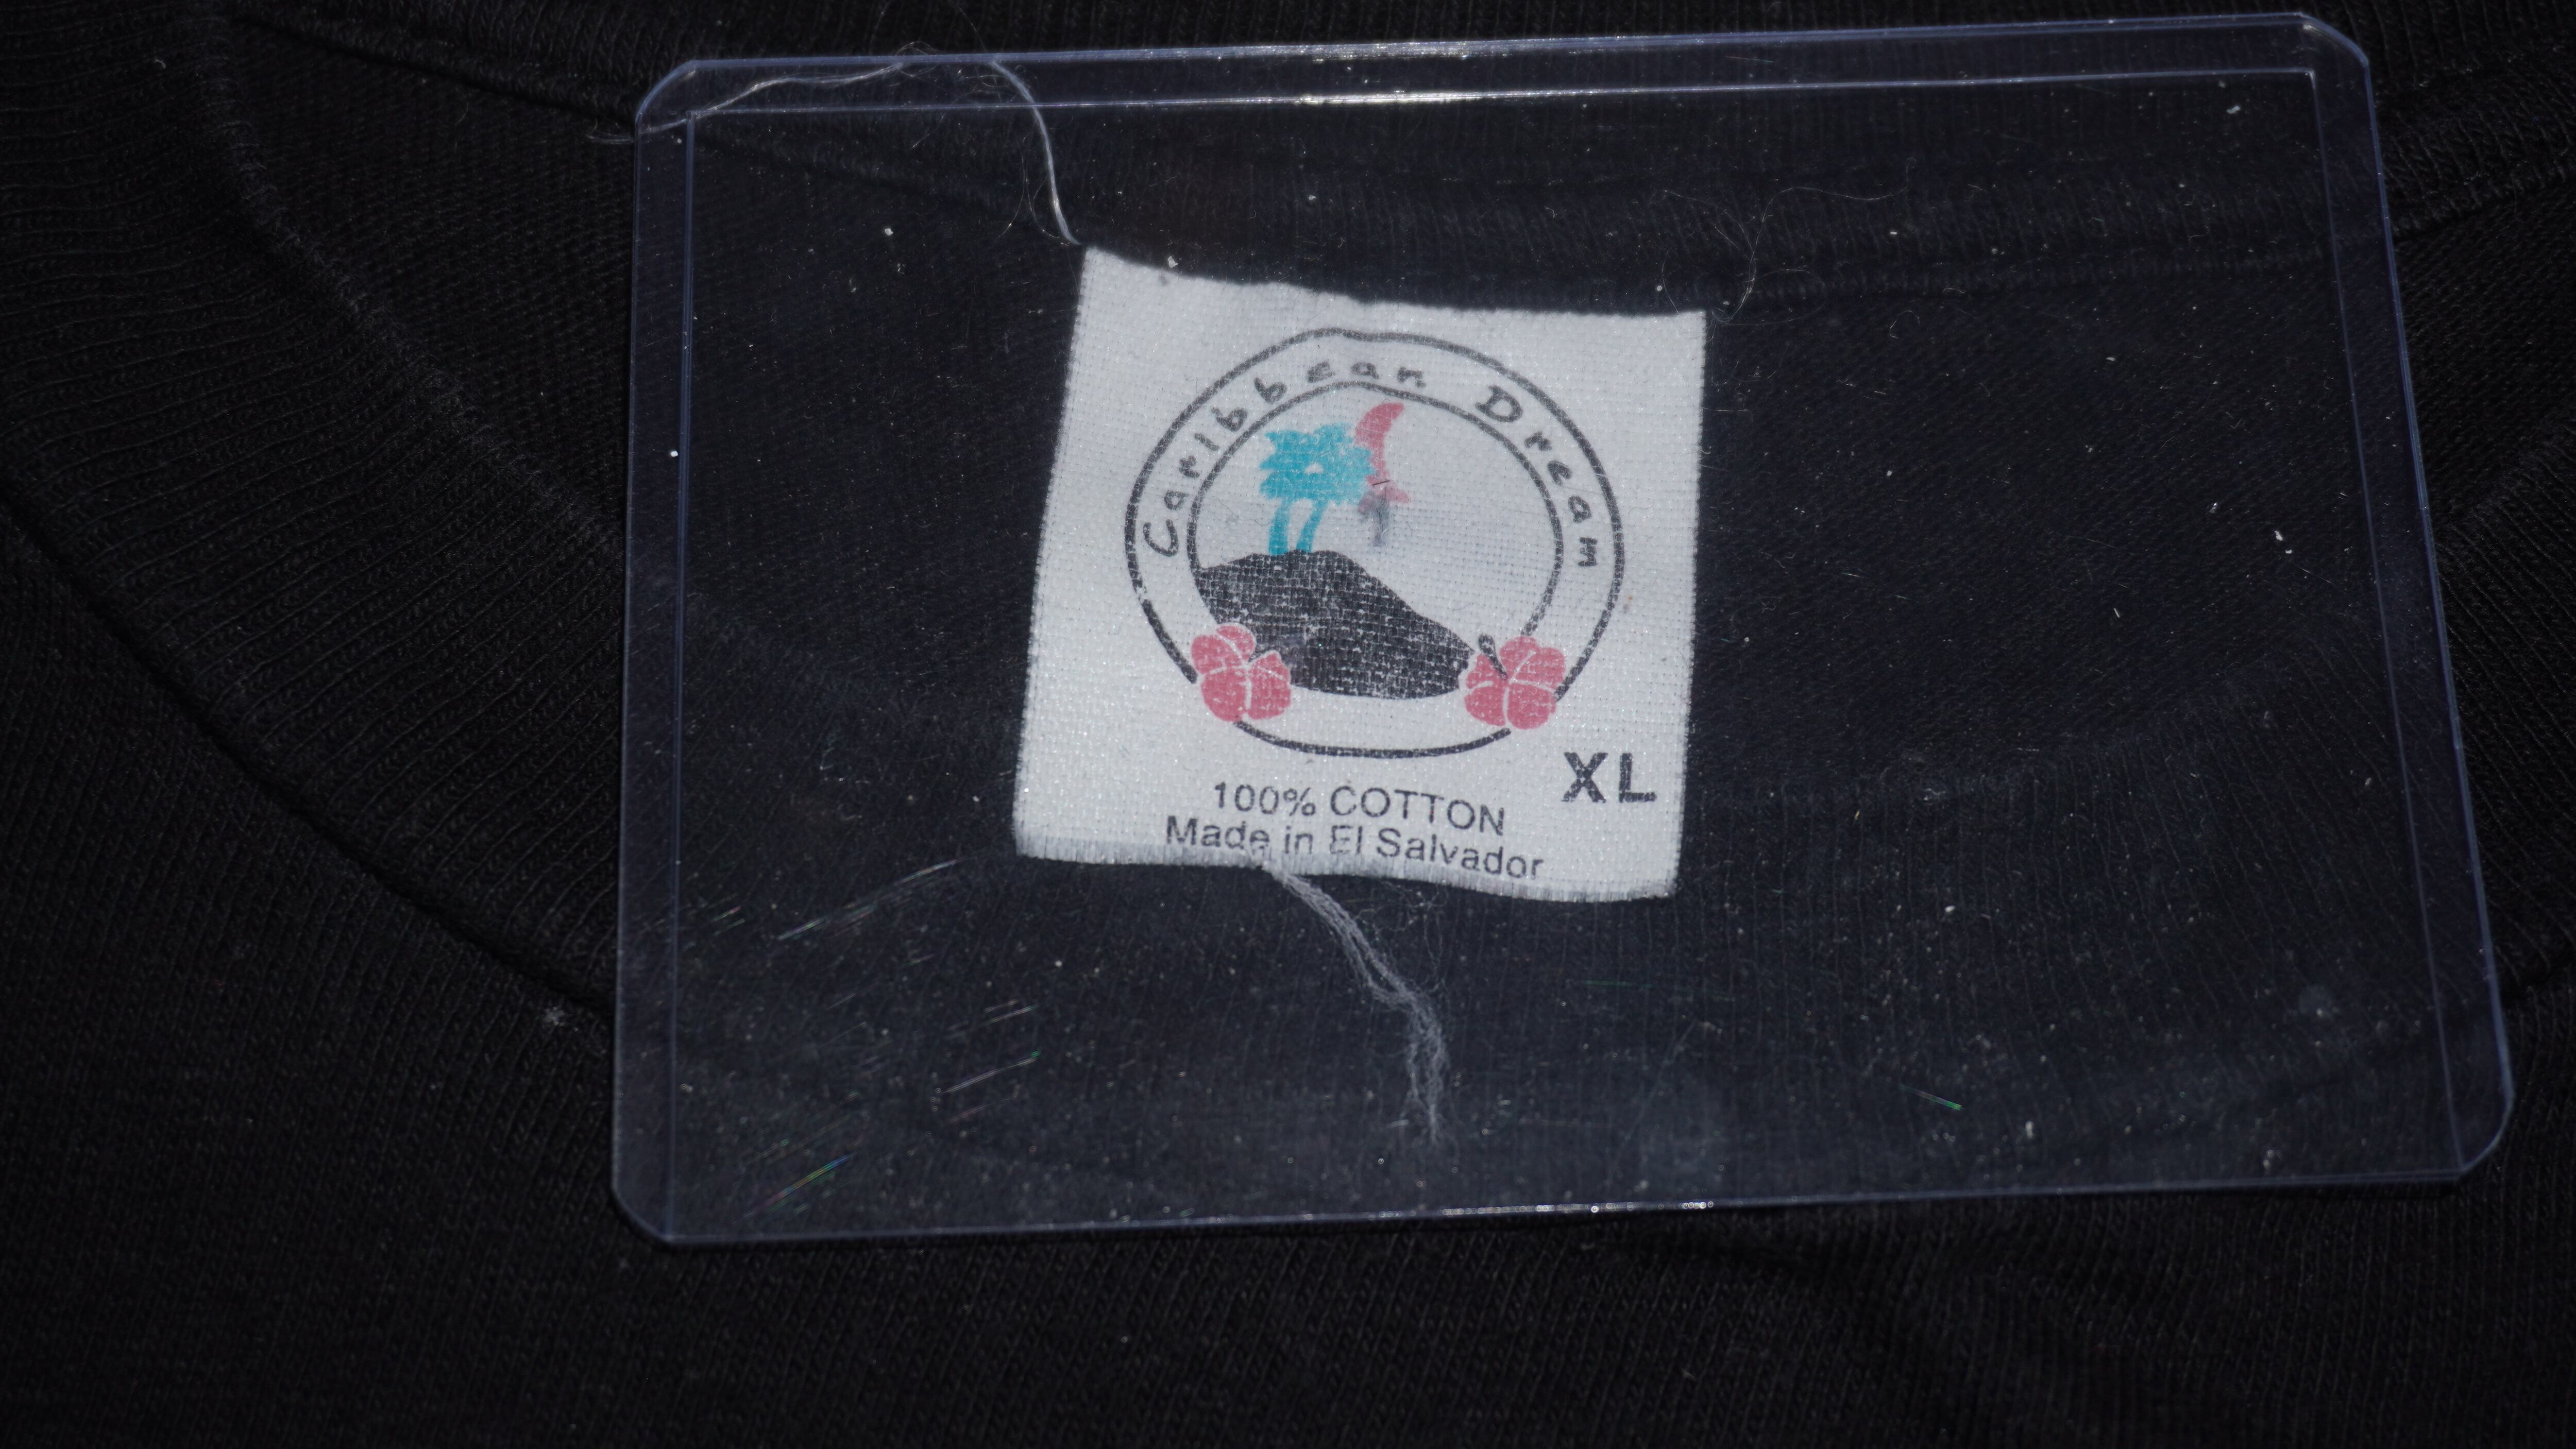 Caribbean Dream
XL
100% COTTON
Made in El Salvador